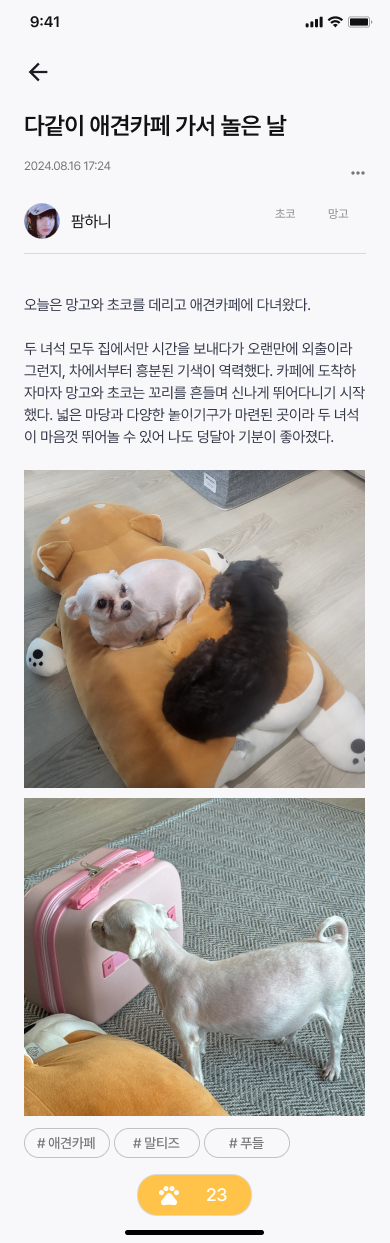 9:41
다같이 애견카페 가서 놀은 날
2024.08.16 17:24
팜하니
초코 망고
오늘은 망고와 초코를 데리고 애견카페에 다녀왔다.
두 녀석 모두 집에서만 시간을 보내다가 오랜만에 외출이라
그런지, 차에서부터 흥분된 기색이 역력했다. 카페에 도착하
자마자 망고와 초코는 꼬리를 흔들며 신나게 뛰어다니기 시작
했다. 넓은 마당과 다양한 놀이기구가 마련된 곳이라 두 녀석
이 마음껏 뛰어놀 수 있어 나도 덩달아 기분이 좋아졌다.
# 애견카페 # 말티즈 # 푸들
23